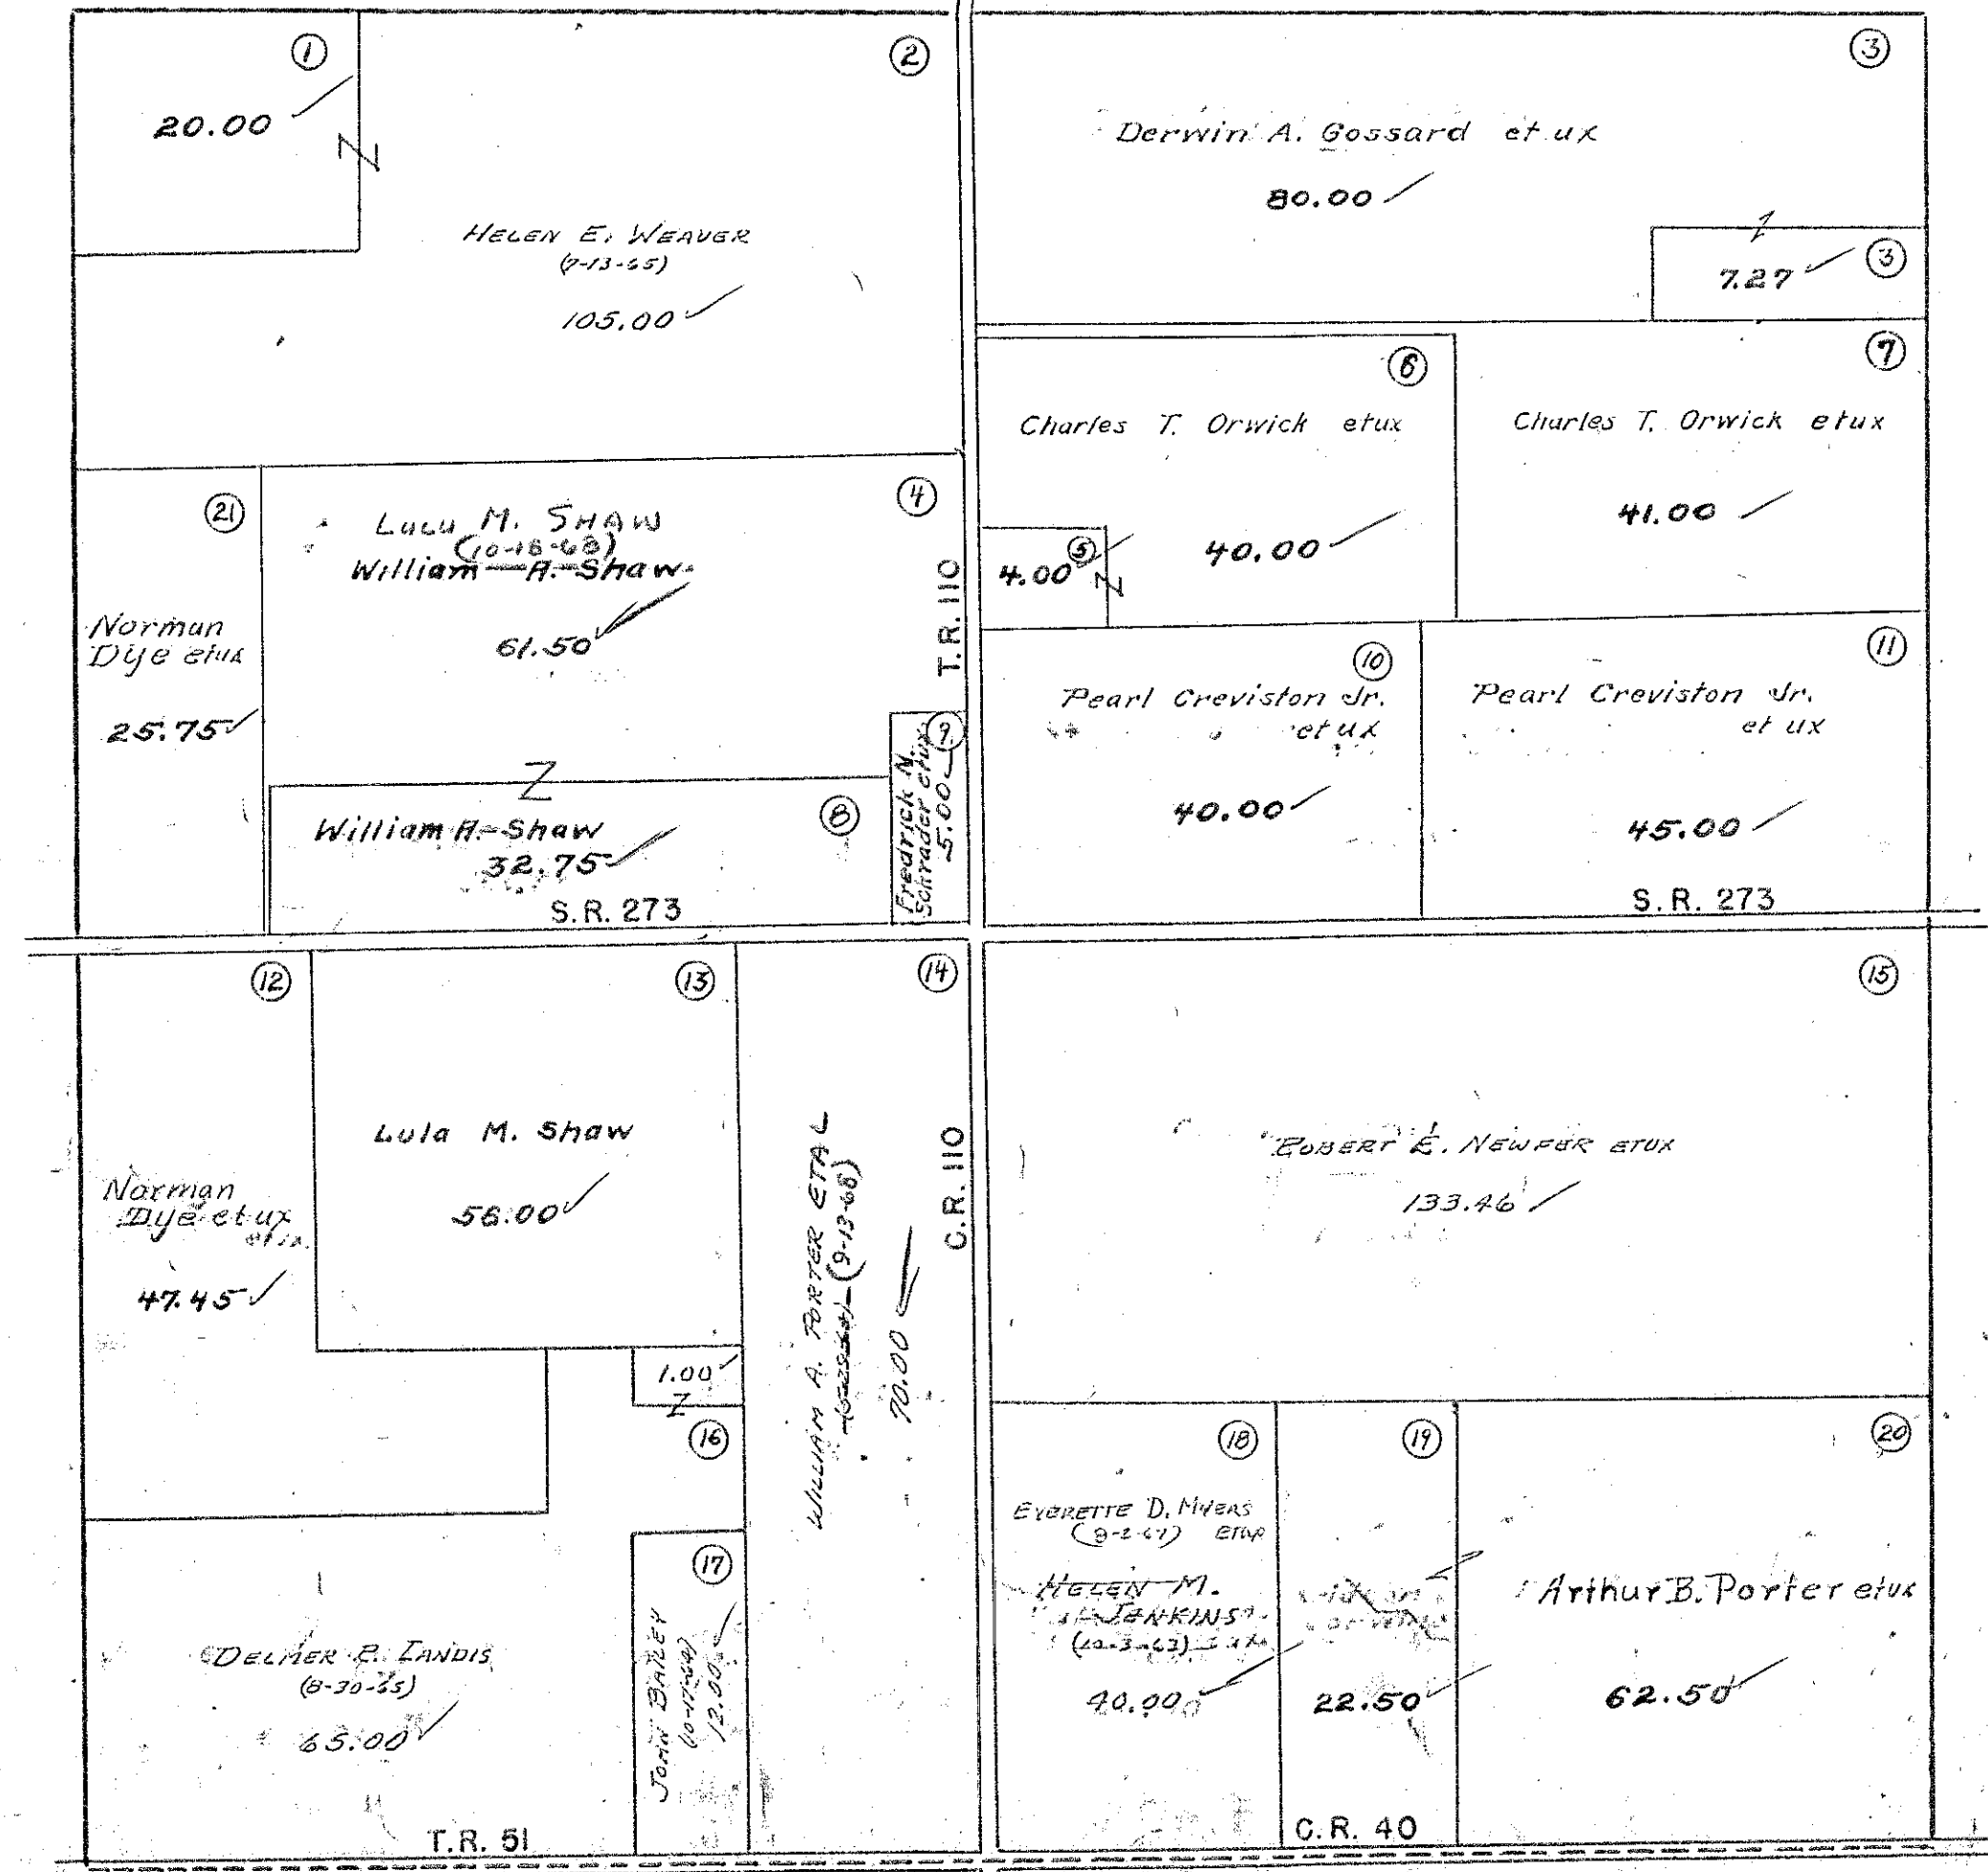 1
20.00
2
HELEN E. WEAVER
(7-13-65)
105.00
3
Derwin A. Gossard et ux
80.00
3
7.27
6
Charles T. Orwick etux
40.00
5
4.00
7
Charles T. Orwick etux
41.00
21
Norman
Dye etux
25.75
4
LULU M. SHAW
(10-18-68)
William A. Shaw
61.50
T.R. 110
9
Fredrick N.
Schrader etux
5.00
8
William A. Shaw
32.75
S.R. 273
10
Pearl Creviston Jr.
et ux
40.00
11
Pearl Creviston Jr.
et ux
45.00
S.R. 273
12
Norman
Dye et ux
47.45
13
Lula M. Shaw
56.00
1.00
14
WILLIAM A. PORTER ETAL
(9-13-68)
70.00
C.R. 110
15
ROBERT E. NEWFER ETUX
133.46
16
DELMER R. LANDIS
(8-30-65)
65.00
17
JOHN BAILEY
(10-17-64)
12.00
T.R. 51
18
EVERETTE D. MYERS
ETUX
HELEN M.
JENKINS
(10-3-63)
40.00
19
22.50
C.R. 40
20
Arthur B. Porter etux
62.50